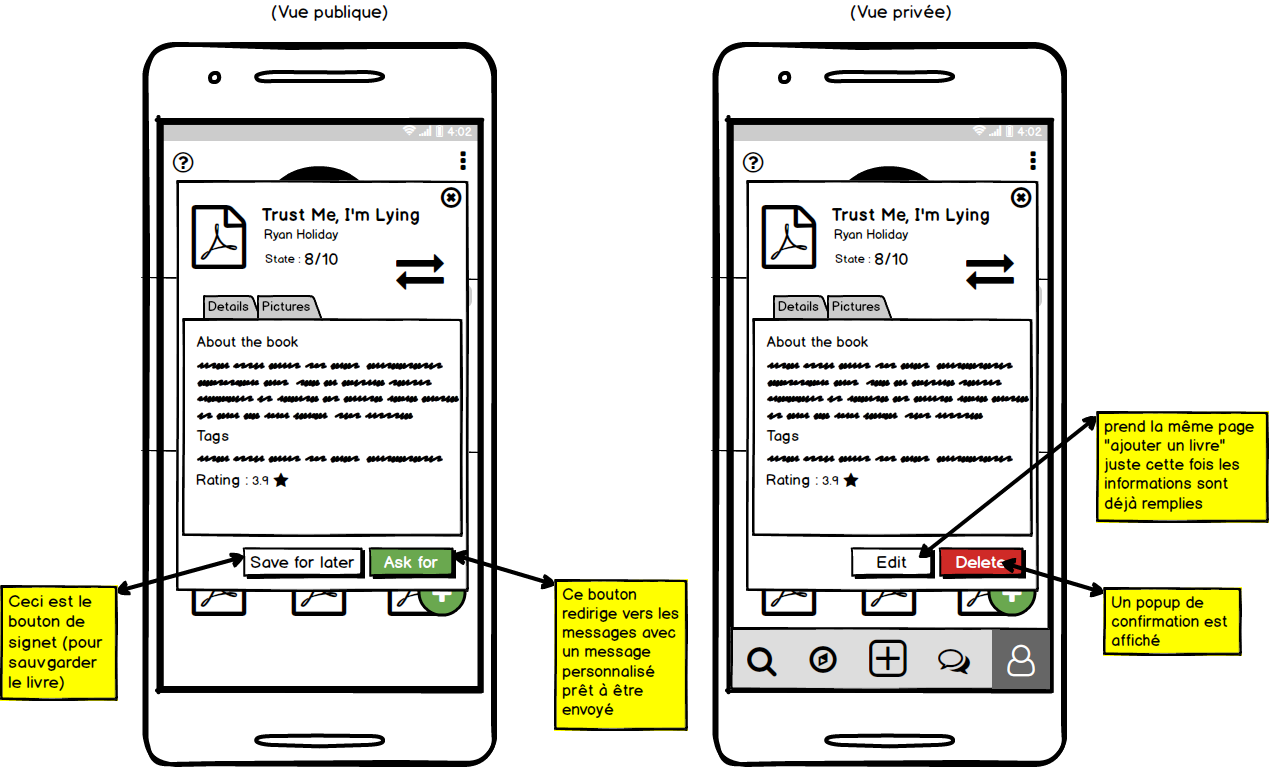 (Vue publique)
4:02
?
Trust Me, I'm Lying
Ryan Holiday
State : 8/10
Details
Pictures
About the book
Tags
Rating : 3.9
Save for later
Ask for
Ceci est le
bouton de
signet (pour
sauvgarder
le livre)
Ce bouton
redirige vers les
messages avec
un message
personnalisé
prêt à être
envoyé
(Vue privée)
4:02
?
Trust Me, I'm Lying
Ryan Holiday
State : 8/10
Details
Pictures
About the book
Tags
Rating : 3.9
Edit
Delete
prend la même page
"ajouter un livre"
juste cette fois les
informations sont
déjà remplies
Un popup de
confirmation est
affiché